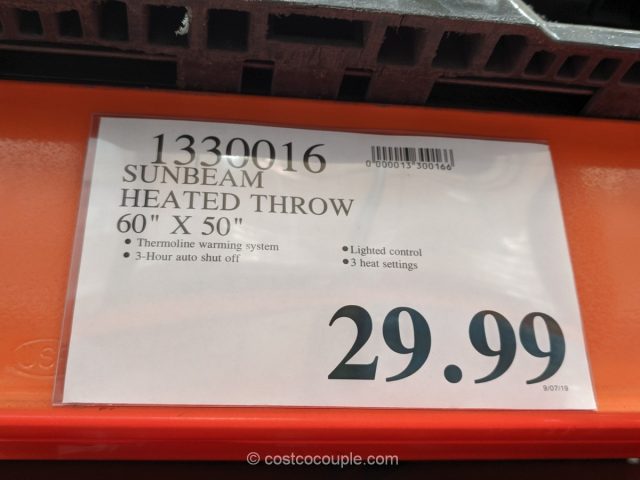 1330016
0 000013 300166
SUNBEAM
HEATED THROW
60" X 50"
• Thermoline warming system
• 3-Hour auto shut off
• Lighted control
• 3 heat settings
29.99
9/07/19
© costcocouple.com